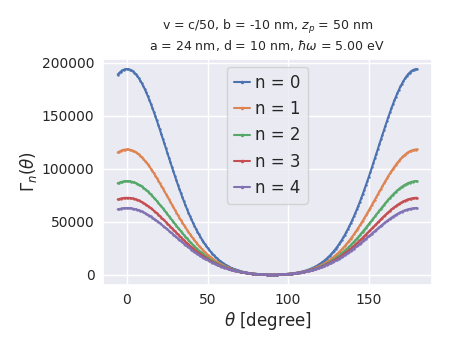 v = c/50, b = -10 nm, z_p = 50 nm
a = 24 nm, d = 10 nm, ħω = 5.00 eV
200000
150000
100000
50000
0
Γ_n(θ)
n = 0
n = 1
n = 2
n = 3
n = 4
0 50 100 150
θ [degree]